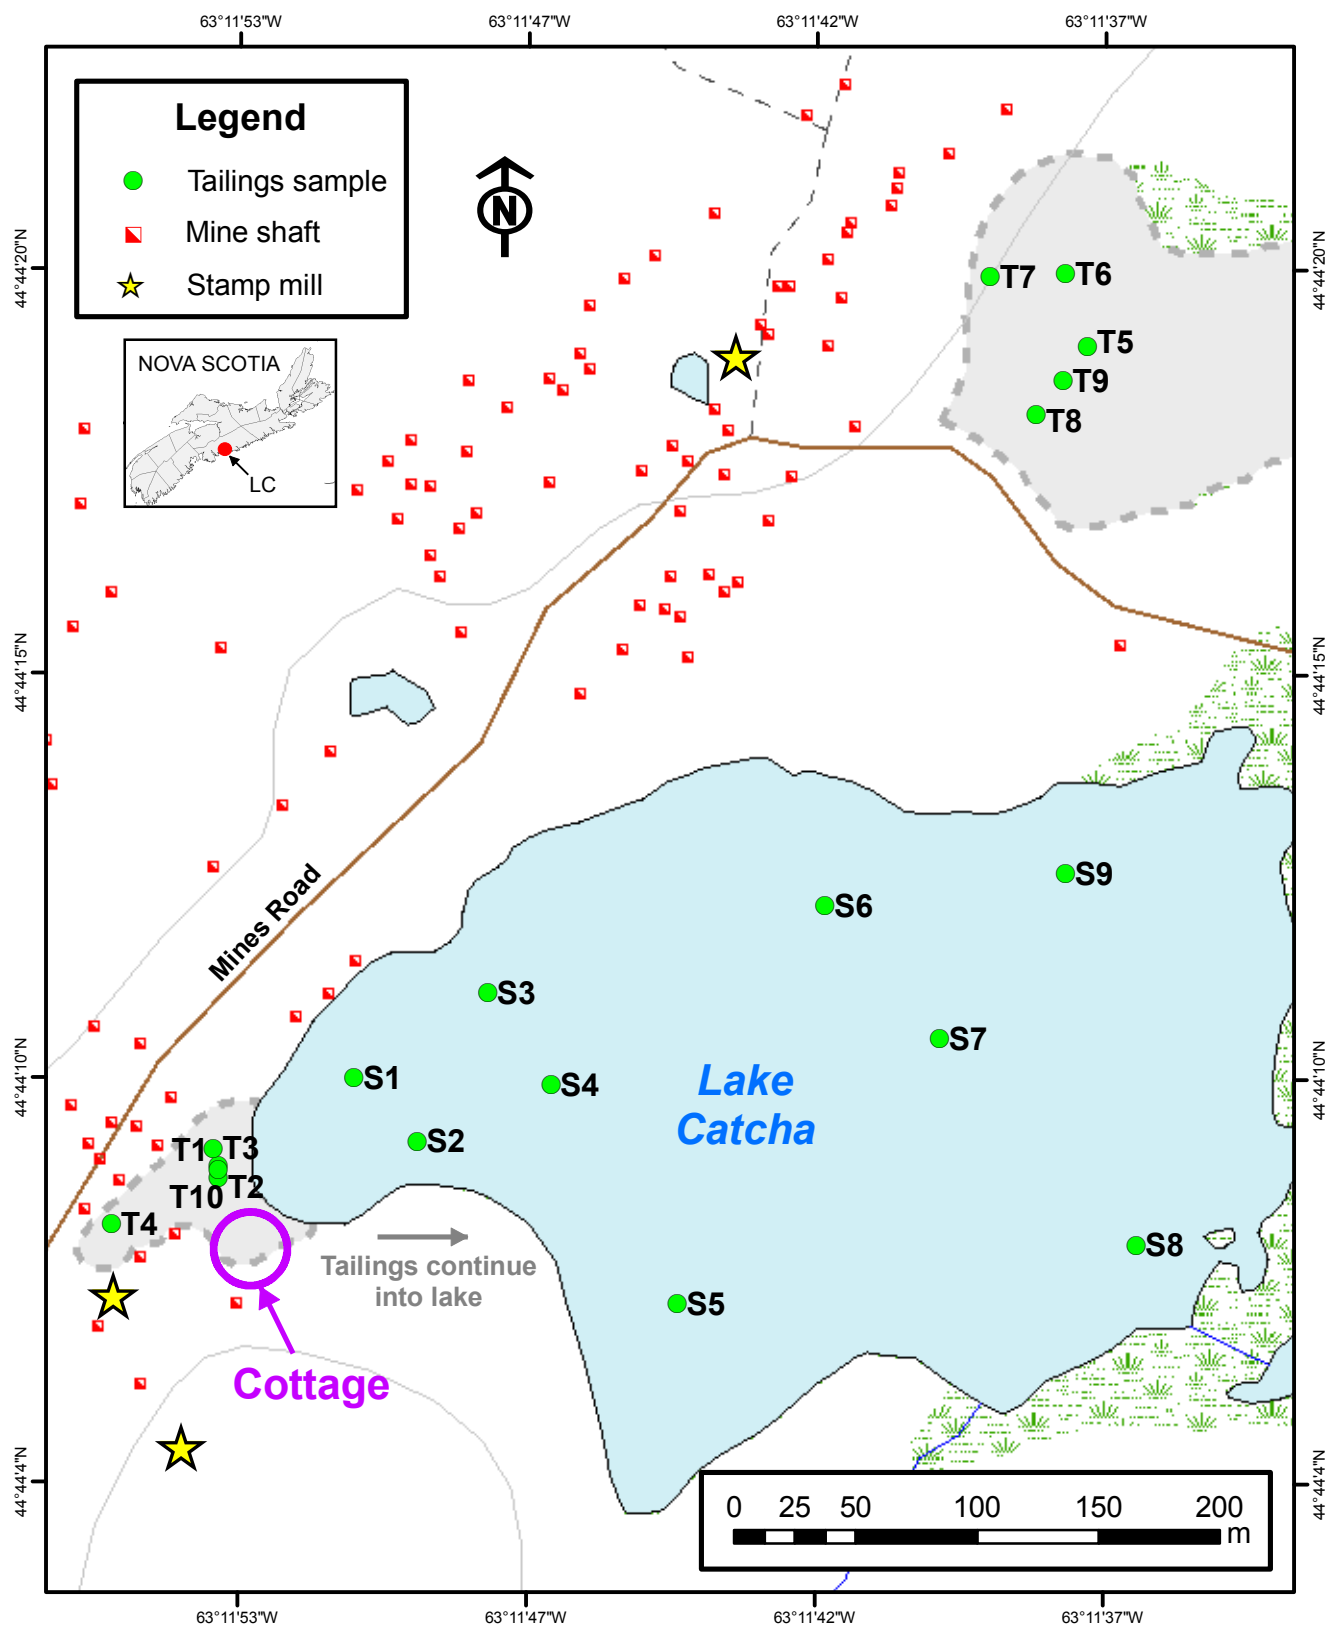 63°11'53"W
63°11'47"W
63°11'42"W
63°11'37"W
Legend
Tailings sample
Mine shaft
Stamp mill
N
NOVA SCOTIA
LC
44°44'20"N
44°44'20"N
T7
T6
T5
T9
T8
44°44'15"N
44°44'15"N
Mines Road
S9
S6
S3
S7
44°44'10"N
44°44'10"N
S1
S4
Lake
Catcha
S2
T1
T3
T10
T2
T4
S8
Tailings continue
into lake
S5
Cottage
44°44'4"N
44°44'4"N
0 25 50 100 150 200
m
63°11'53"W
63°11'47"W
63°11'42"W
63°11'37"W